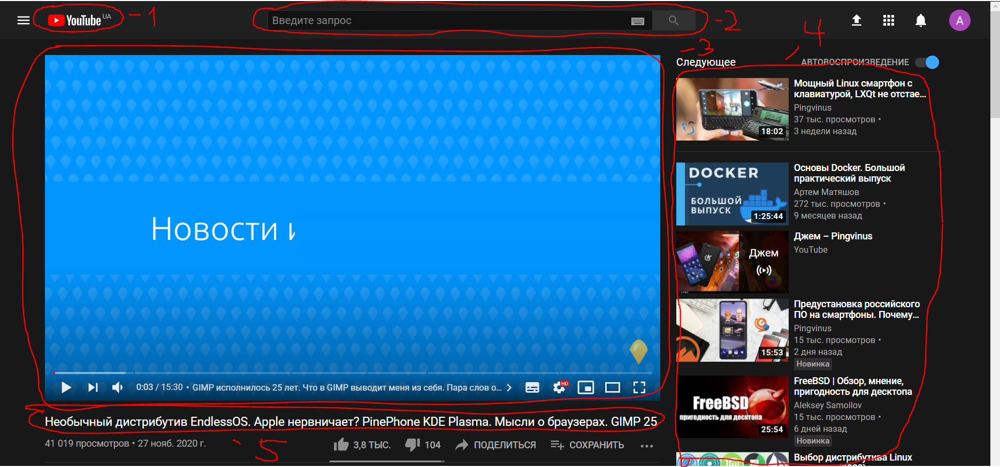 YouTube UA
-1
Введите запрос
-2
-3
4
А
Следующее
АВТОВОСПРОИЗВЕДЕНИЕ
Новости и
0:03 / 15:30 • GIMP исполнилось 25 лет. Что в GIMP выводит меня из себя. Пара слов о...
HD
Необычный дистрибутив EndlessOS. Apple нервничает? PinePhone KDE Plasma. Мысли о браузерах. GIMP 25
41 019 просмотров • 27 нояб. 2020 г.
5
3,8 ТЫС.
104
ПОДЕЛИТЬСЯ
СОХРАНИТЬ
18:02
Мощный Linux смартфон с
клавиатурой, LXQt не отстае...
Pingvinus
37 тыс. просмотров •
3 недели назад
DOCKER
БОЛЬШОЙ
ВЫПУСК
1:25:44
Основы Docker. Большой
практический выпуск
Артем Матяшов
272 тыс. просмотров •
9 месяцев назад
Джем
Джем – Pingvinus
YouTube
15:53
Предустановка российского
ПО на смартфоны. Почему...
Pingvinus
15 тыс. просмотров •
2 дня назад
Новинка
FreeBSD
пригодность для десктопа
25:54
FreeBSD | Обзор, мнение,
пригодность для десктопа
Aleksey Samoilov
15 тыс. просмотров •
6 дней назад
Новинка
Выбор дистрибутива Linux